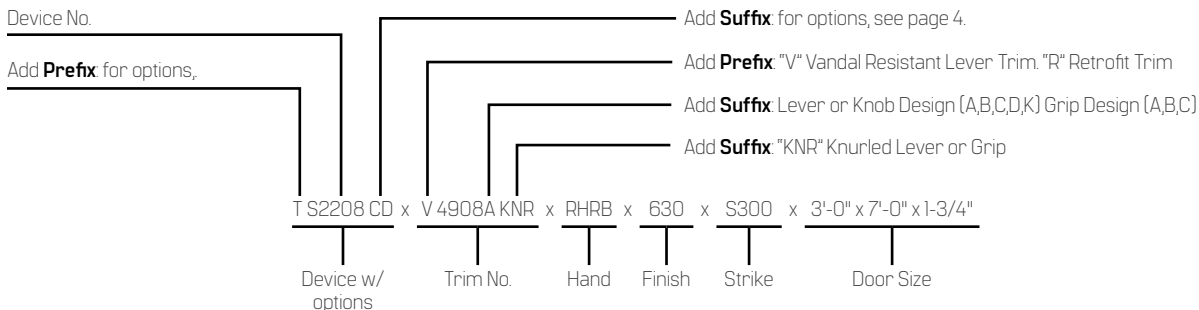 Device No.
Add Prefix: for options,.
Add Suffix: for options, see page 4.
Add Prefix: "V" Vandal Resistant Lever Trim. "R" Retrofit Trim
Add Suffix: Lever or Knob Design (A,B,C,D,K) Grip Design (A,B,C)
Add Suffix: "KNR" Knurled Lever or Grip
T S2208 CD x V 4908A KNR x RHRB x 630 x S300 x 3'-0" x 7'-0" x 1-3/4"
Device w/
options
Trim No.
Hand
Finish
Strike
Door Size